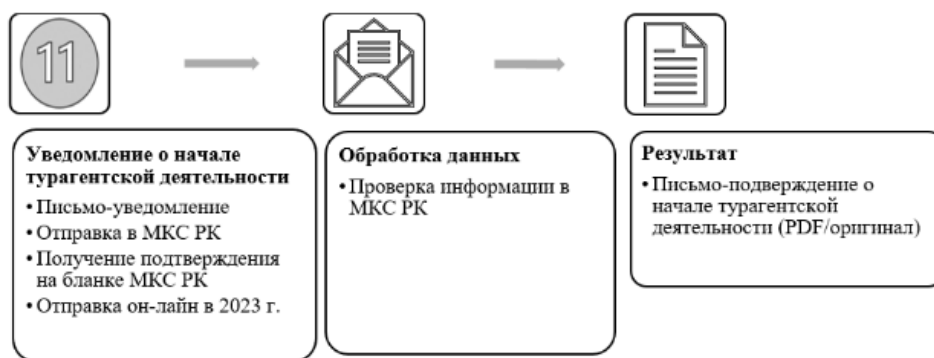 11
Уведомление о начале
турагентской деятельности
• Письмо-уведомление
• Отправка в МКС РК
• Получение подтверждения
на бланке МКС РК
• Отправка он-лайн в 2023 г.
Обработка данных
• Проверка информации в
МКС РК
Результат
• Письмо-подверждение о
начале турагентской
деятельности (PDF/оригинал)